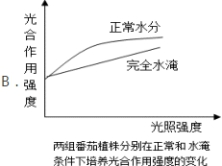 光合作用强度
正常水分
完全水淹
B.
光照强度
两组番茄植株分别在正常和水淹
条件下培养光合作用强度的变化